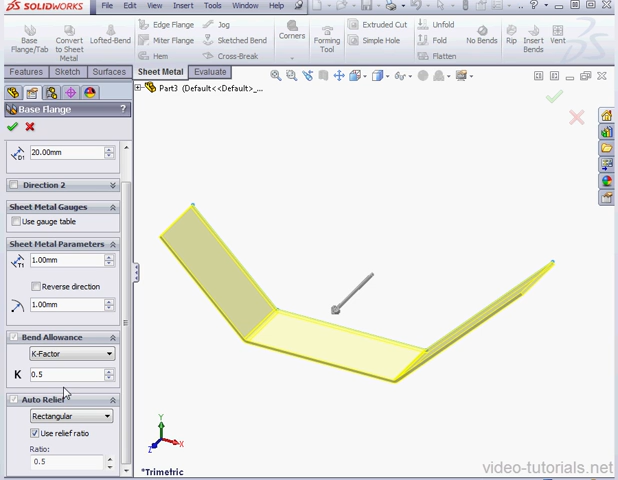 SOLIDWORKS
File Edit View Insert Tools Window Help
Base Flange/Tab
Convert to Sheet Metal
Lofted-Bend
Edge Flange
Miter Flange
Hem
Jog
Sketched Bend
Cross-Break
Corners
Forming Tool
Extruded Cut
Simple Hole
Unfold
Fold
Flatten
No Bends
Rip
Insert Bends
Vent
Features Sketch Surfaces Sheet Metal Evaluate
Part3 (Default<<Default>_...
Base Flange ?
D1 20.00mm
Direction 2
Sheet Metal Gauges
Use gauge table
Sheet Metal Parameters
T1 1.00mm
Reverse direction
1.00mm
Bend Allowance
K-Factor
K 0.5
Auto Relief
Rectangular
Use relief ratio
Ratio:
0.5
Y
X
Z
*Trimetric
video-tutorials.net